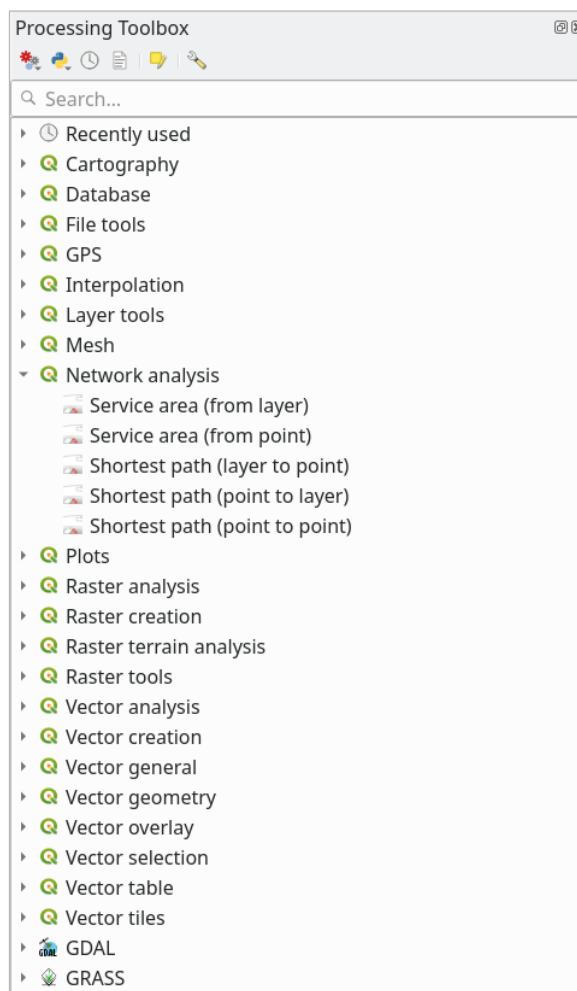 Processing Toolbox
Search...
Recently used
Cartography
Database
File tools
GPS
Interpolation
Layer tools
Mesh
Network analysis
Service area (from layer)
Service area (from point)
Shortest path (layer to point)
Shortest path (point to layer)
Shortest path (point to point)
Plots
Raster analysis
Raster creation
Raster terrain analysis
Raster tools
Vector analysis
Vector creation
Vector general
Vector geometry
Vector overlay
Vector selection
Vector table
Vector tiles
GDAL GDAL
GRASS